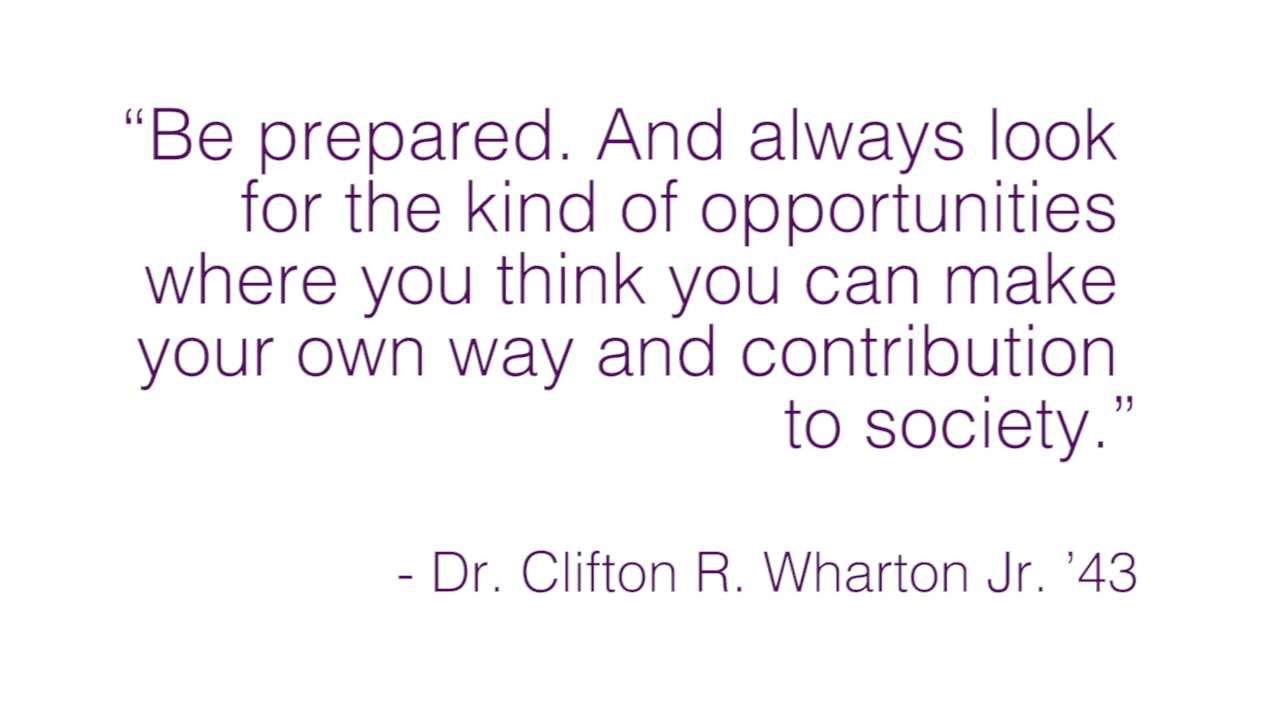 “Be prepared. And always look
for the kind of opportunities
where you think you can make
your own way and contribution
to society.”
- Dr. Clifton R. Wharton Jr. ’43